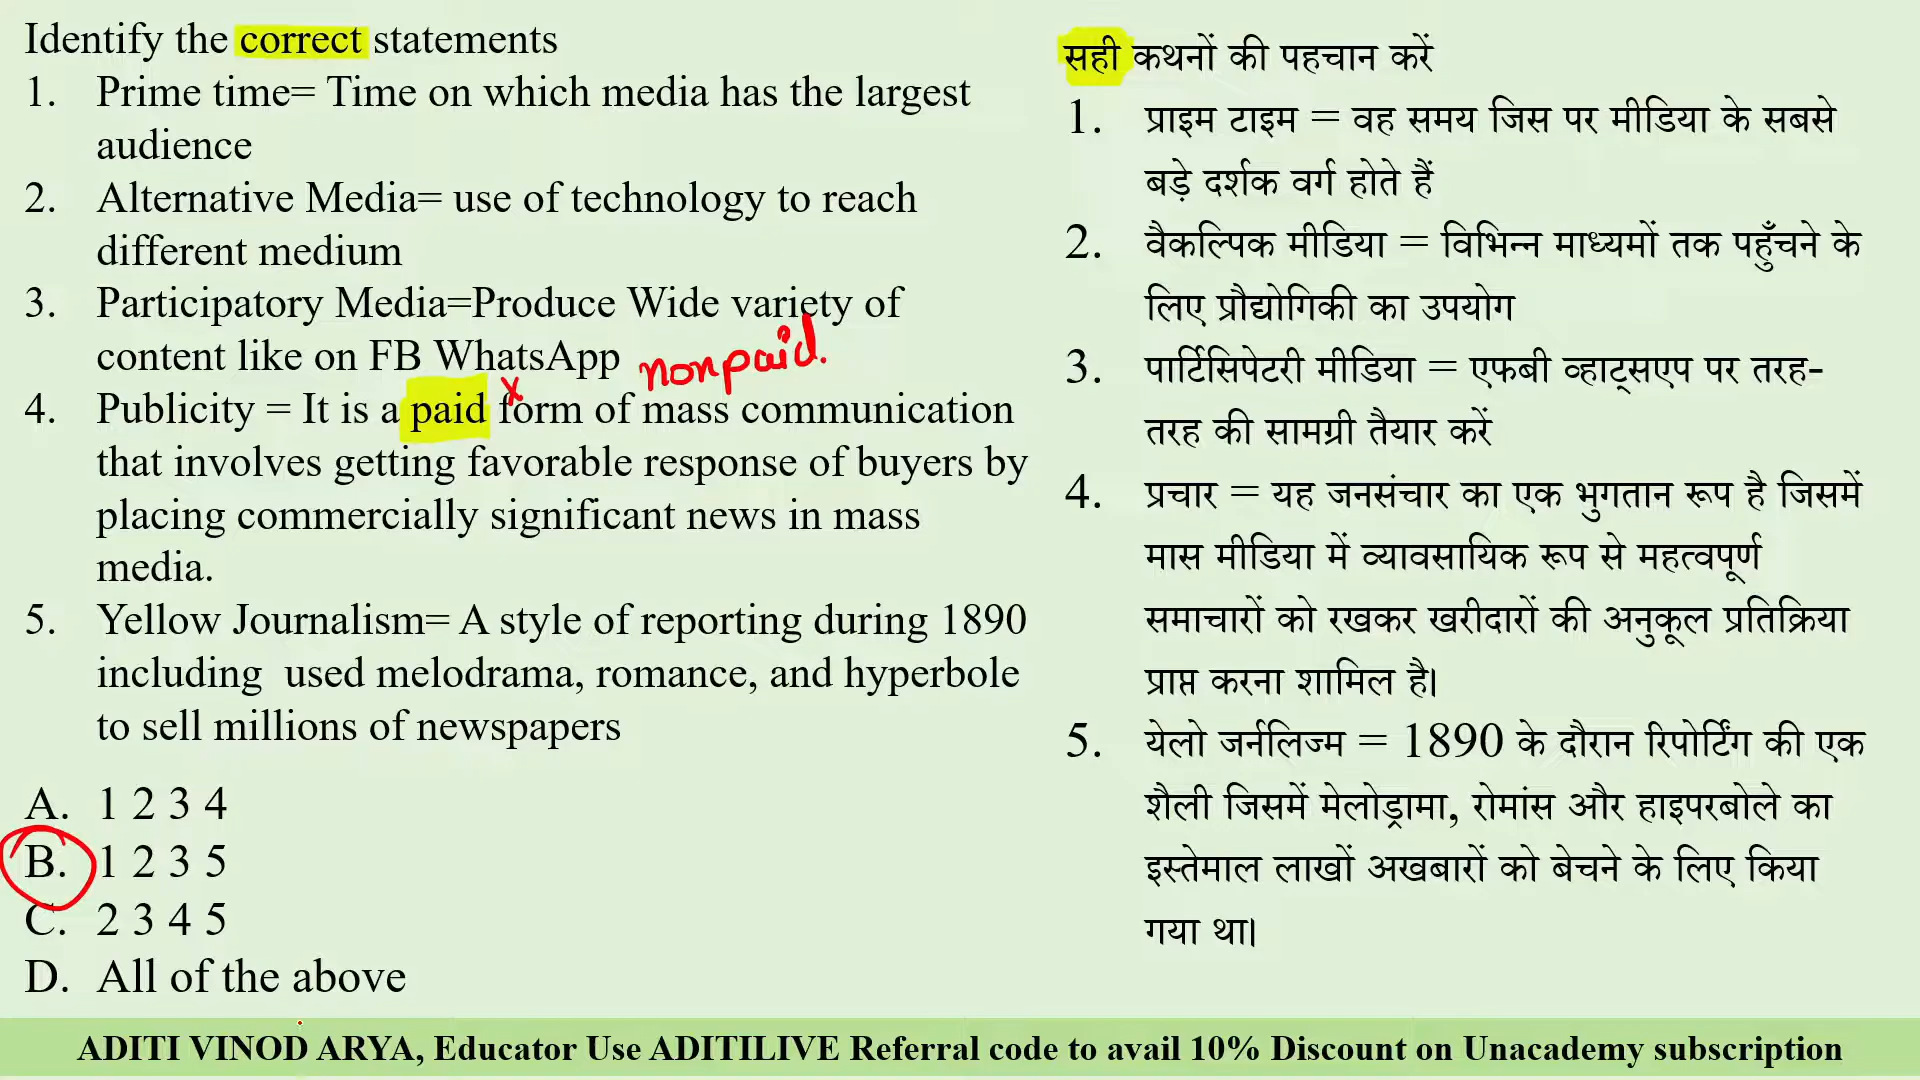 Identify the correct statements
1. Prime time= Time on which media has the largest
audience
2. Alternative Media= use of technology to reach
different medium
3. Participatory Media=Produce Wide variety of
content like on FB WhatsApp nonpaid.
4. Publicity = It is a paid form of mass communication
that involves getting favorable response of buyers by
placing commercially significant news in mass
media.
5. Yellow Journalism= A style of reporting during 1890
including used melodrama, romance, and hyperbole
to sell millions of newspapers
A. 1 2 3 4
B. 1 2 3 5
C. 2 3 4 5
D. All of the above
सही कथनों की पहचान करें
1. प्राइम टाइम = वह समय जिस पर मीडिया के सबसे
बड़े दर्शक वर्ग होते हैं
2. वैकल्पिक मीडिया = विभिन्न माध्यमों तक पहुँचने के
लिए प्रौद्योगिकी का उपयोग
3. पार्टिसिपेटरी मीडिया = एफबी व्हाट्सएप पर तरह-
तरह की सामग्री तैयार करें
4. प्रचार = यह जनसंचार का एक भुगतान रूप है जिसमें
मास मीडिया में व्यावसायिक रूप से महत्वपूर्ण
समाचारों को रखकर खरीदारों की अनुकूल प्रतिक्रिया
प्राप्त करना शामिल है।
5. येलो जर्नलिज्म = 1890 के दौरान रिपोर्टिंग की एक
शैली जिसमें मेलोड्रामा, रोमांस और हाइपरबोले का
इस्तेमाल लाखों अखबारों को बेचने के लिए किया
गया था।
ADITI VINOD ARYA, Educator Use ADITILIVE Referral code to avail 10% Discount on Unacademy subscription